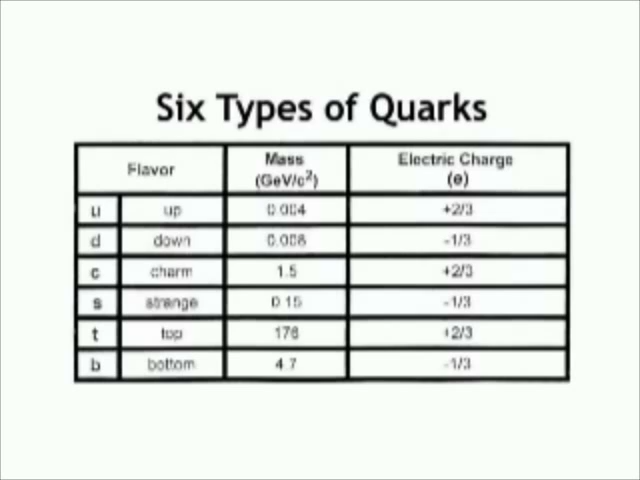 Six Types of Quarks
Flavor Mass (GeV/c²) Electric Charge (e)
u up 0.004 +2/3
d down 0.008 -1/3
c charm 1.5 +2/3
s strange 0.15 -1/3
t top 176 +2/3
b bottom 4.7 -1/3